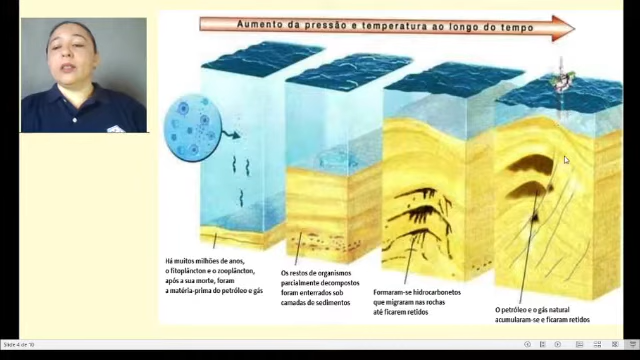 Aumento da pressão e temperatura ao longo do tempo
Há muitos milhões de anos,
o fitoplâncton e o zooplâncton,
após a sua morte, foram
a matéria-prima do petróleo e gás
Os restos de organismos
parcialmente decompostos
foram enterrados sob
camadas de sedimentos
Formaram-se hidrocarbonetos
que migraram nas rochas
até ficarem retidos
O petróleo e o gás natural
acumularam-se e ficaram retidos
Slide 4 de 10